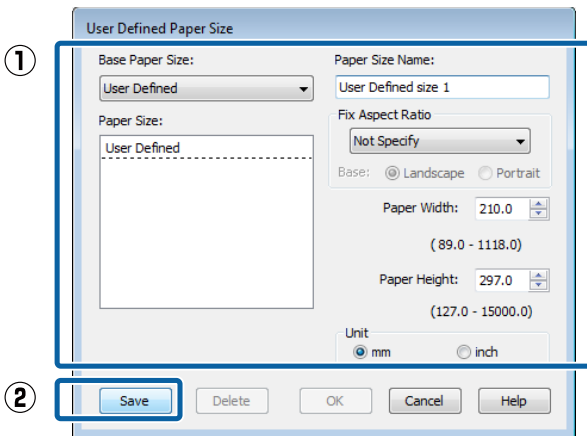 User Defined Paper Size
①
Base Paper Size:
User Defined
Paper Size:
User Defined
Paper Size Name:
User Defined size 1
Fix Aspect Ratio
Not Specify
Base: Landscape Portrait
Paper Width: 210.0
( 89.0 - 1118.0)
Paper Height: 297.0
(127.0 - 15000.0)
Unit
mm inch
②
Save Delete OK Cancel Help